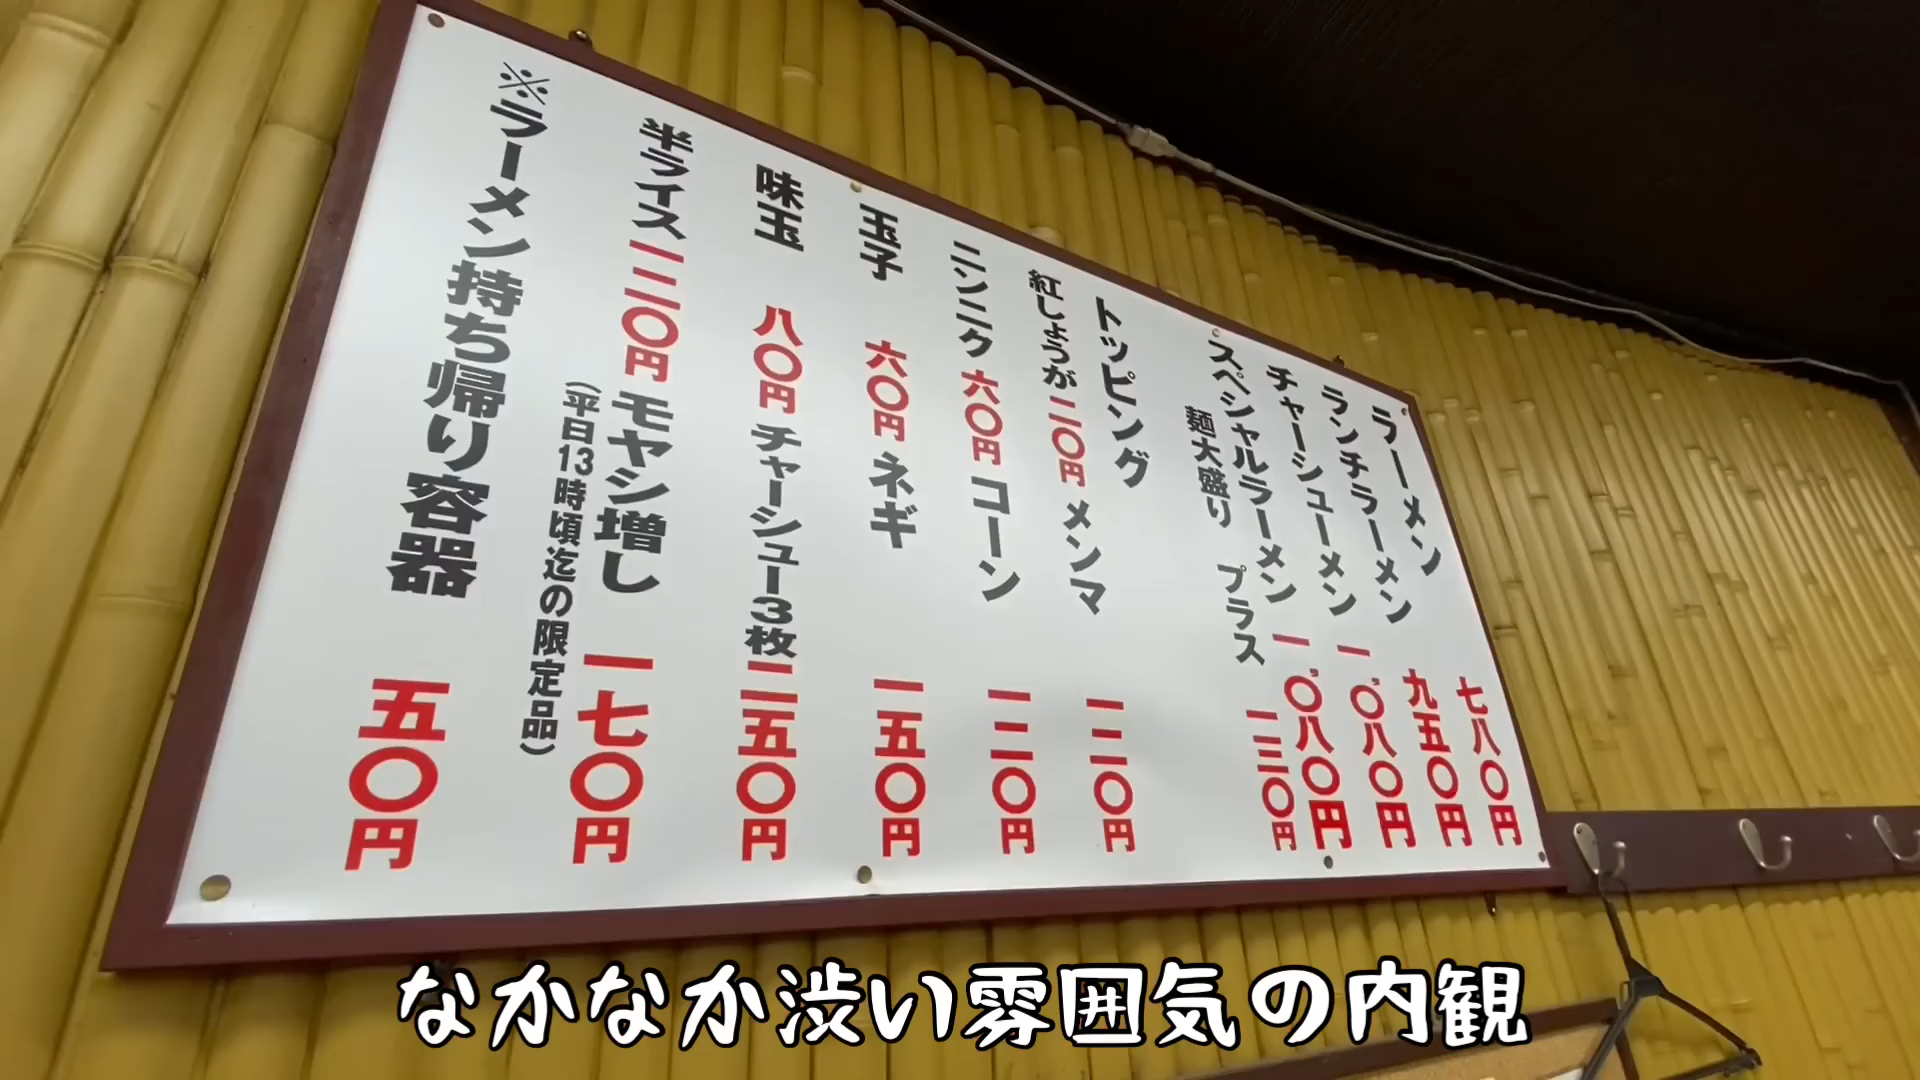 ラーメン 七八〇円
ランチラーメン 九五〇円
チャーシューメン 一、〇八〇円
スペシャルラーメン 一、〇八〇円
麺大盛り プラス 一三〇円
トッピング
紅しょうが 二〇円 メンマ 一二〇円
ニンニク 六〇円 コーン 一二〇円
玉子 六〇円 ネギ 一五〇円
味玉 八〇円 チャーシュー3枚 二五〇円
半ライス 一二〇円 モヤシ増し 一七〇円
(平日13時頃迄の限定品)
※ラーメン持ち帰り容器 五〇円
なかなか渋い雰囲気の内観